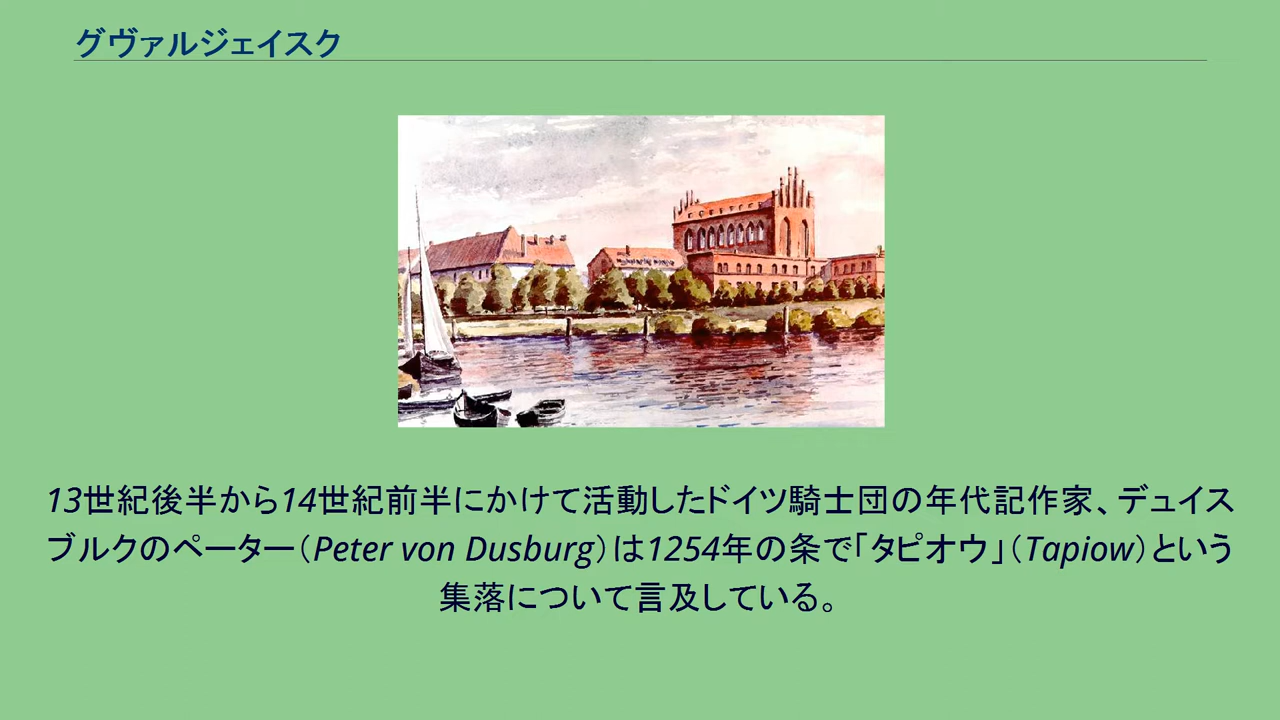 グヴァルジェイスク
13世紀後半から14世紀前半にかけて活動したドイツ騎士団の年代記作家、デュイス
ブルクのペーター（Peter von Dusburg）は1254年の条で「タピオウ」（Tapiow）という
集落について言及している。